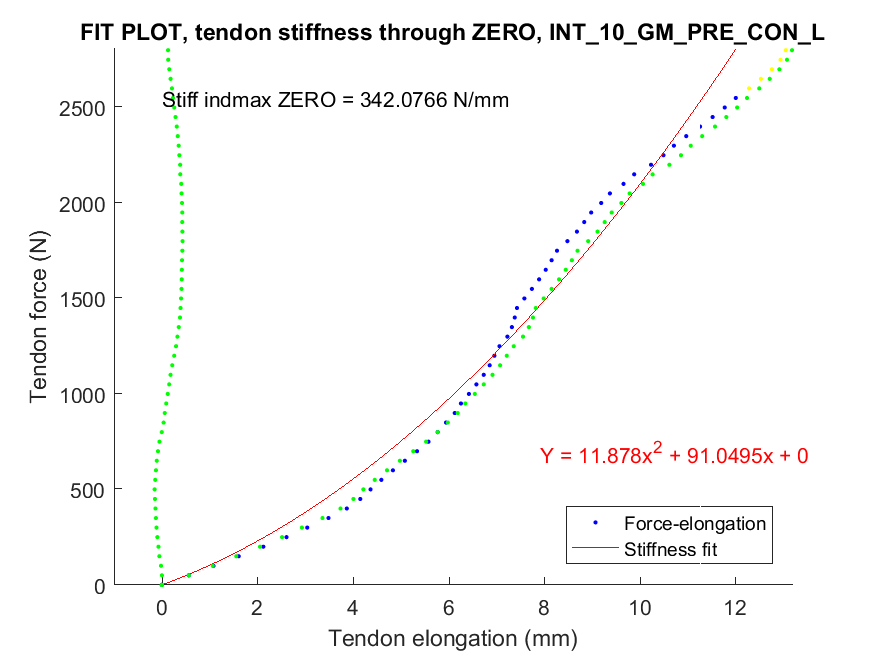 FIT PLOT, tendon stiffness through ZERO, INT_10_GM_PRE_CON_L
Stiff indmax ZERO = 342.0766 N/mm
2500
2000
1500
1000
500
0
Tendon force (N)
Y = 11.878x² + 91.0495x + 0
Force-elongation
Stiffness fit
0 2 4 6 8 10 12
Tendon elongation (mm)